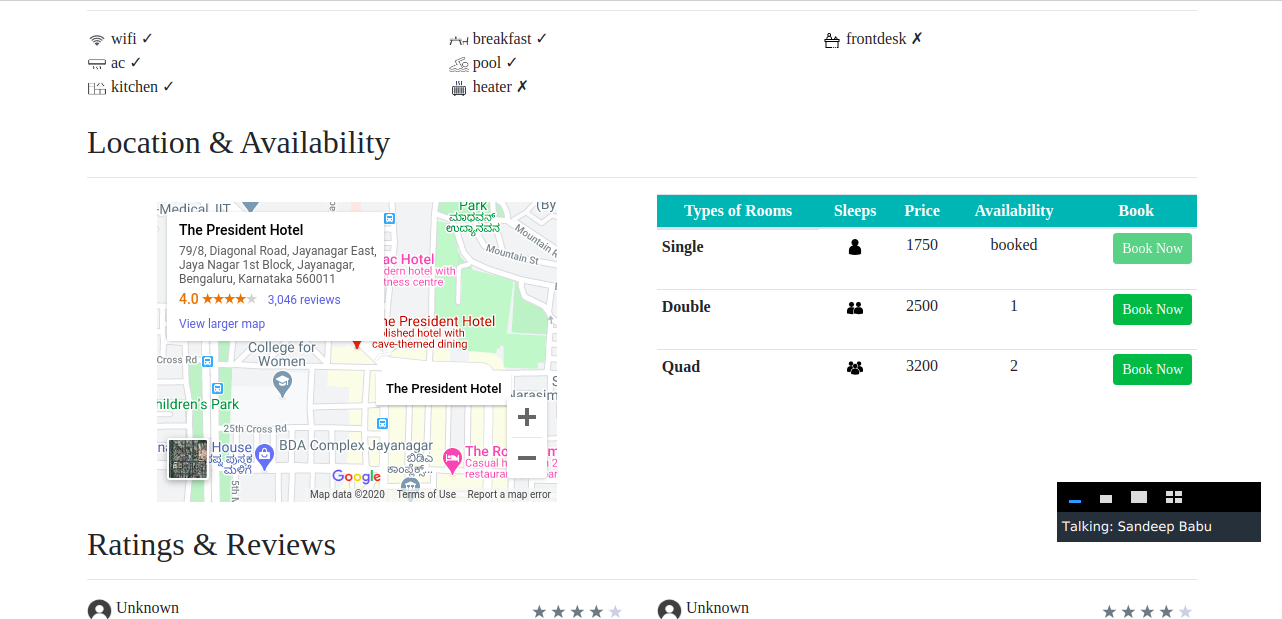 wifi ✓
breakfast ✓
frontdesk ✗
ac ✓
pool ✓
kitchen ✓
heater ✗
Location & Availability
-Medical, IIT
Park
ಮಾಧವನ್
ಉದ್ಯಾನವನ
(By
Mountain R
Mountain St
The President Hotel
79/8, Diagonal Road, Jayanagar East,
Jaya Nagar 1st Block, Jayanagar,
Bengaluru, Karnataka 560011
4.0 ★★★★★ 3,046 reviews
View larger map
ac Hotel
dern hotel with
tness centre
he President Hotel
olished hotel with
cave-themed dining
College for
Women
Cross Rd
The President Hotel
Narasim
hildren's Park
25th Cross Rd
BDA Complex Jayanagar
ಬಿಡಿಎ
House
5th M
The Ro
Casual h
restaurar
Google
Map data ©2020 Terms of Use Report a map error
Types of Rooms Sleeps Price Availability Book
Single 1750 booked Book Now
Double 2500 1 Book Now
Quad 3200 2 Book Now
Talking: Sandeep Babu
Ratings & Reviews
Unknown ★★★★★
Unknown ★★★★★